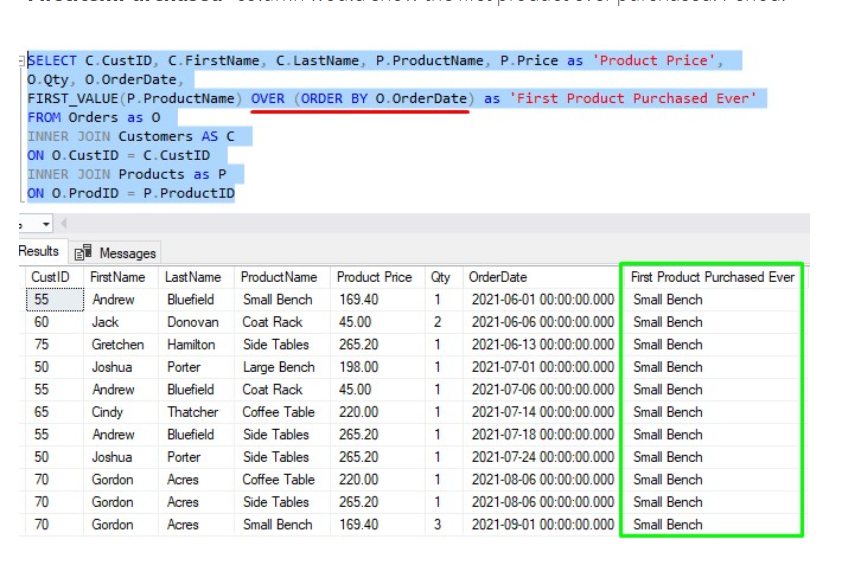 SELECT C.CustID, C.FirstName, C.LastName, P.ProductName, P.Price as 'Product Price',
O.Qty, O.OrderDate,
FIRST_VALUE(P.ProductName) OVER (ORDER BY O.OrderDate) as 'First Product Purchased Ever'
FROM Orders as O
INNER JOIN Customers AS C
ON O.CustID = C.CustID
INNER JOIN Products as P
ON O.ProdID = P.ProductID
Results Messages
CustID FirstName LastName ProductName Product Price Qty OrderDate First Product Purchased Ever
55 Andrew Bluefield Small Bench 169.40 1 2021-06-01 00:00:00.000 Small Bench
60 Jack Donovan Coat Rack 45.00 2 2021-06-06 00:00:00.000 Small Bench
75 Gretchen Hamilton Side Tables 265.20 1 2021-06-13 00:00:00.000 Small Bench
50 Joshua Porter Large Bench 198.00 1 2021-07-01 00:00:00.000 Small Bench
55 Andrew Bluefield Coat Rack 45.00 1 2021-07-06 00:00:00.000 Small Bench
65 Cindy Thatcher Coffee Table 220.00 1 2021-07-14 00:00:00.000 Small Bench
55 Andrew Bluefield Side Tables 265.20 1 2021-07-18 00:00:00.000 Small Bench
50 Joshua Porter Side Tables 265.20 1 2021-07-24 00:00:00.000 Small Bench
70 Gordon Acres Coffee Table 220.00 1 2021-08-06 00:00:00.000 Small Bench
70 Gordon Acres Side Tables 265.20 1 2021-08-06 00:00:00.000 Small Bench
70 Gordon Acres Small Bench 169.40 3 2021-09-01 00:00:00.000 Small Bench